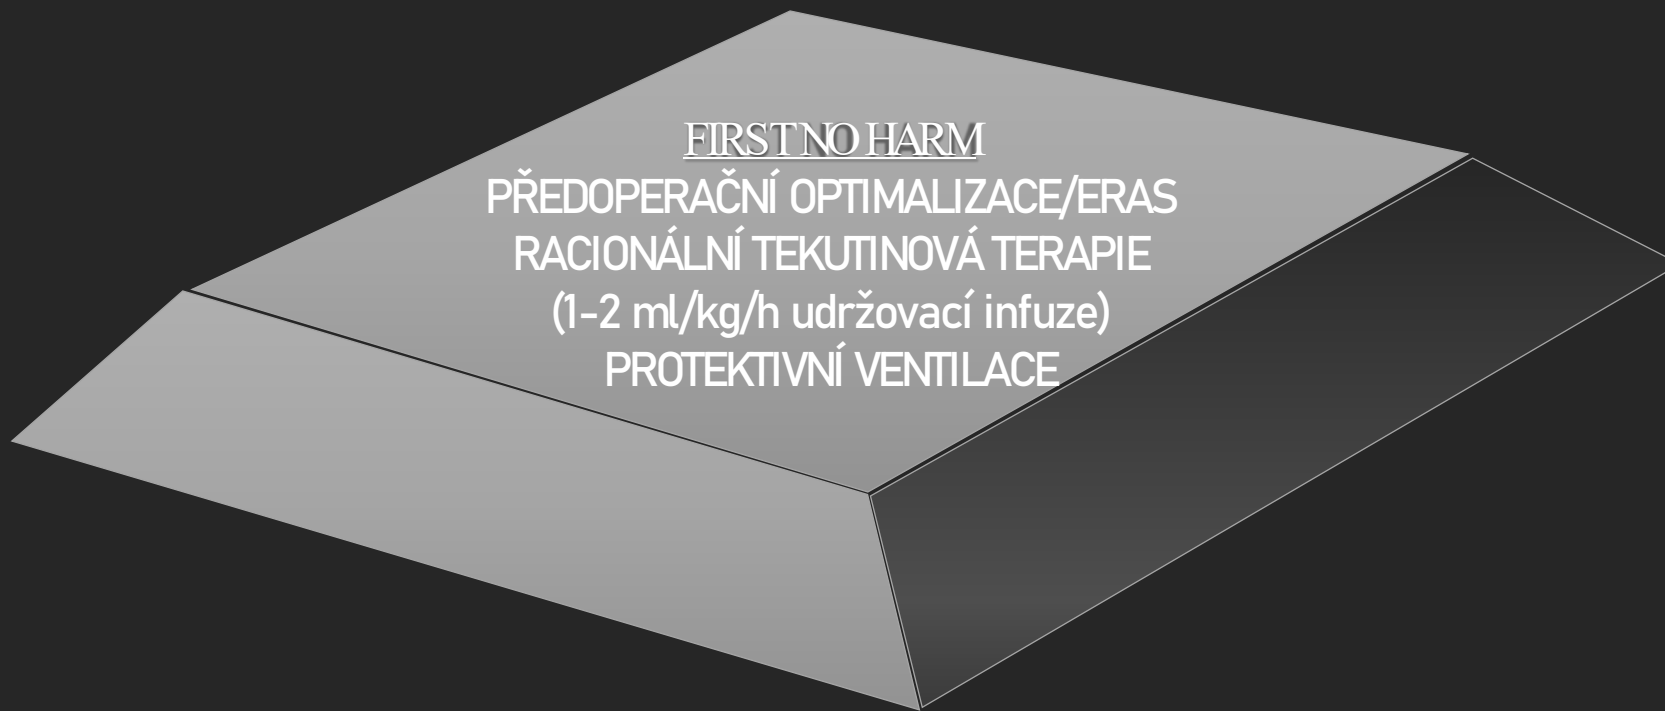 FIRST NO HARM
PŘEDOPERAČNÍ OPTIMALIZACE/ERAS
RACIONÁLNÍ TEKUTINOVÁ TERAPIE
(1-2 ml/kg/h udržovací infuze)
PROTEKTIVNÍ VENTILACE